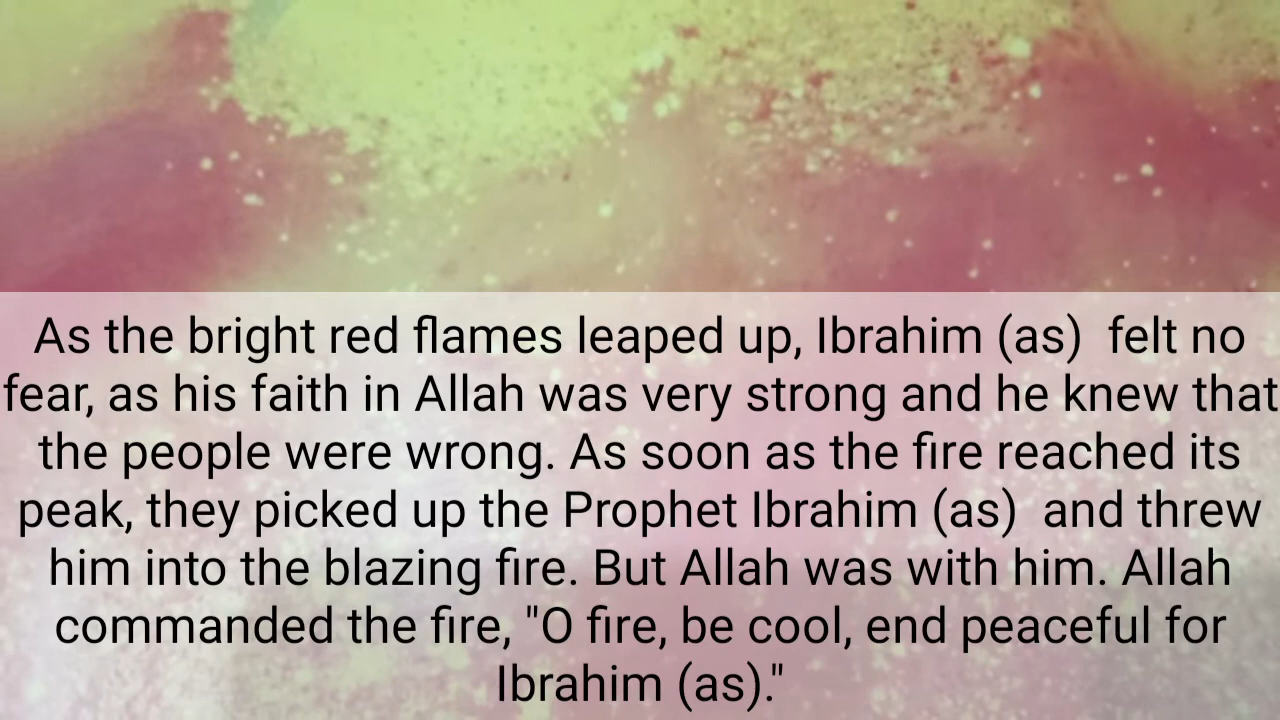 As the bright red flames leaped up, Ibrahim (as)  felt no
fear, as his faith in Allah was very strong and he knew that
the people were wrong. As soon as the fire reached its
peak, they picked up the Prophet Ibrahim (as)  and threw
him into the blazing fire. But Allah was with him. Allah
commanded the fire, "O fire, be cool, end peaceful for
Ibrahim (as)."